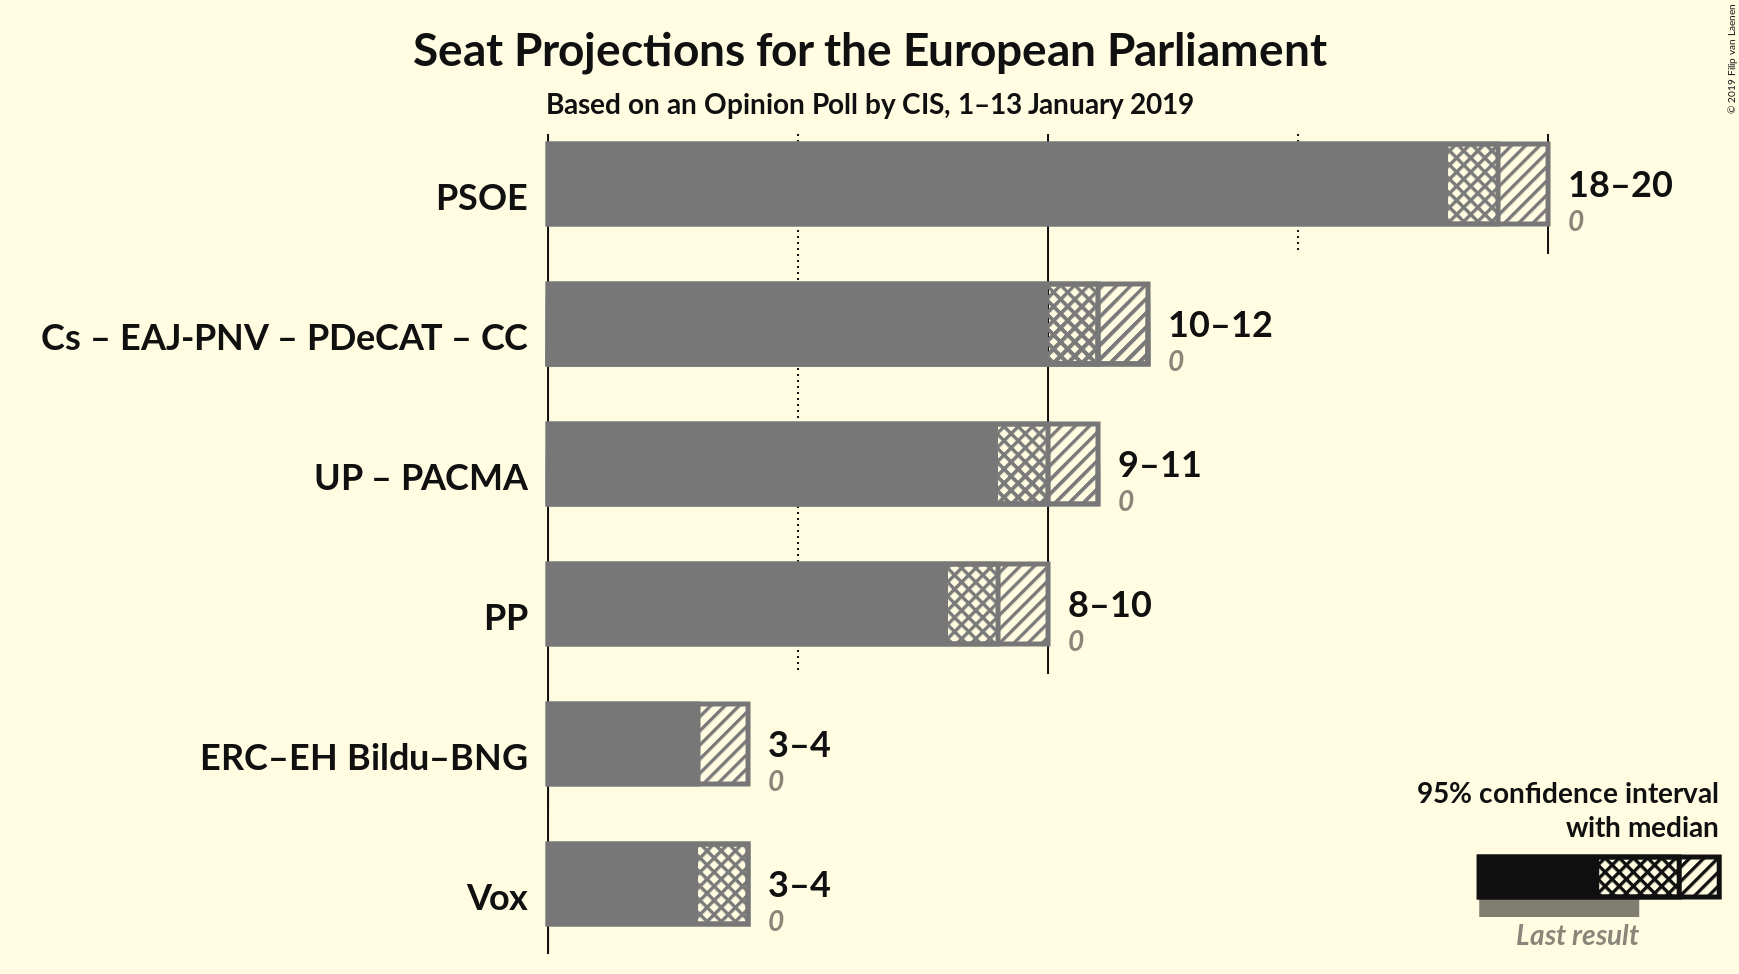 Seat Projections for the European Parliament
Based on an Opinion Poll by CIS, 1–13 January 2019
© 2019 Filip van Laenen
PSOE
18–20
0
Cs – EAJ-PNV – PDeCAT – CC
10–12
0
UP – PACMA
9–11
0
PP
8–10
0
ERC–EH Bildu–BNG
3–4
0
Vox
3–4
0
95% confidence interval
with median
Last result